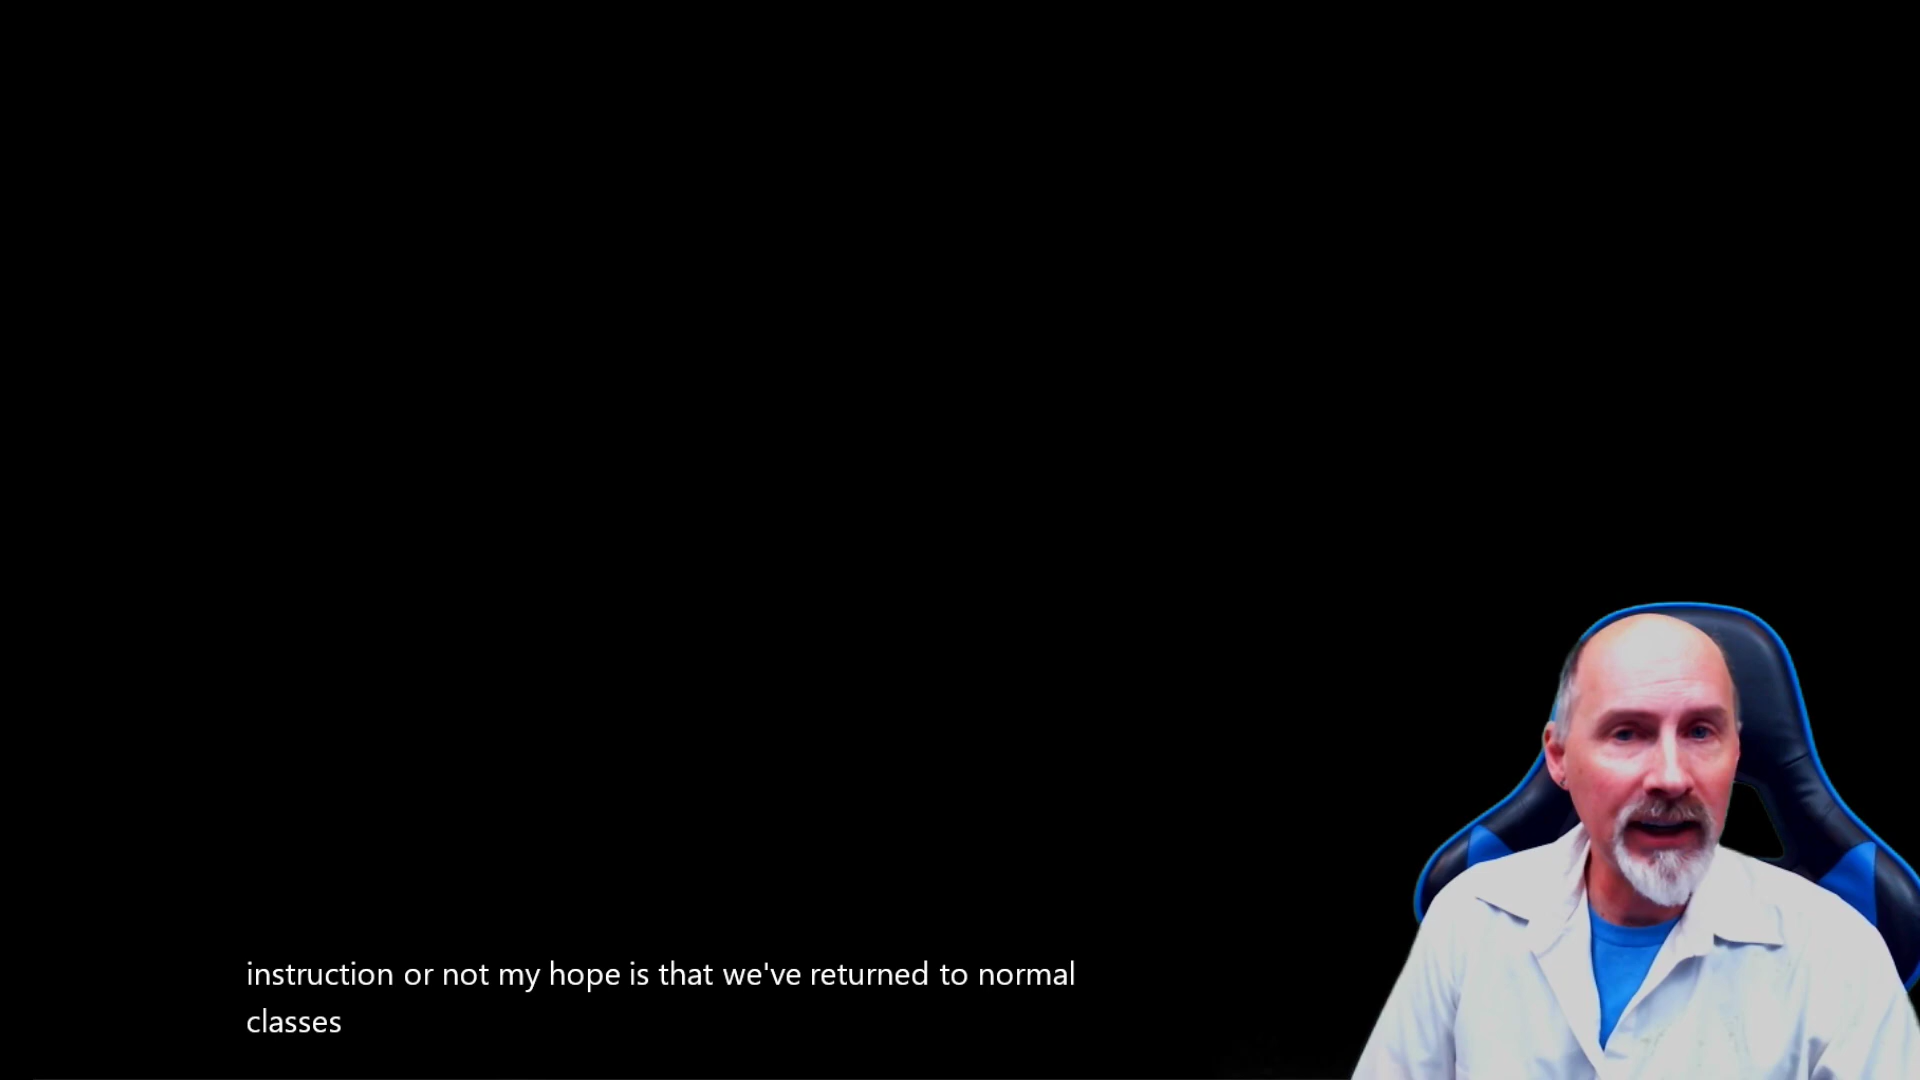 instruction or not my hope is that we've returned to normal
classes